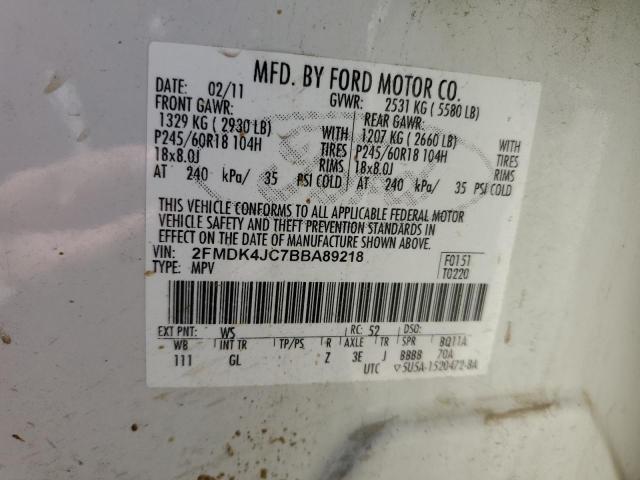 MFD. BY FORD MOTOR CO.
DATE: 02/11 GVWR: 2531 KG ( 5580 LB)
FRONT GAWR: REAR GAWR:
1329 KG ( 2930 LB) WITH 1207 KG ( 2660 LB) WITH
P245/60R18 104H TIRES P245/60R18 104H TIRES
18x8.0J RIMS 18x8.0J RIMS
AT 240 kPa/ 35 PSI COLD AT 240 kPa/ 35 PSI COLD
THIS VEHICLE CONFORMS TO ALL APPLICABLE FEDERAL MOTOR
VEHICLE SAFETY AND THEFT PREVENTION STANDARDS IN
EFFECT ON THE DATE OF MANUFACTURE SHOWN ABOVE.
VIN: 2FMDK4JC7BBA89218 F0151
TYPE: MPV T0220
EXT PNT: WS RC: 52 DSO:
WB INT TR TP/PS R AXLE TR SPR BQ11A
111 GL Z 3E J BBBB 70A
UTC ▽5U5A-1520472-BA